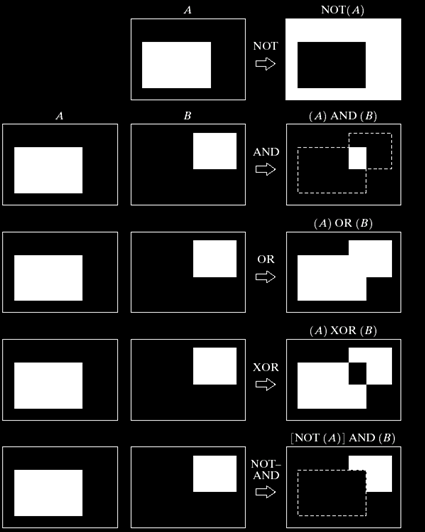 A NOT(A)
NOT
A B (A) AND (B)
AND
(A) OR (B)
OR
(A) XOR (B)
XOR
[NOT (A)] AND (B)
NOT–
AND